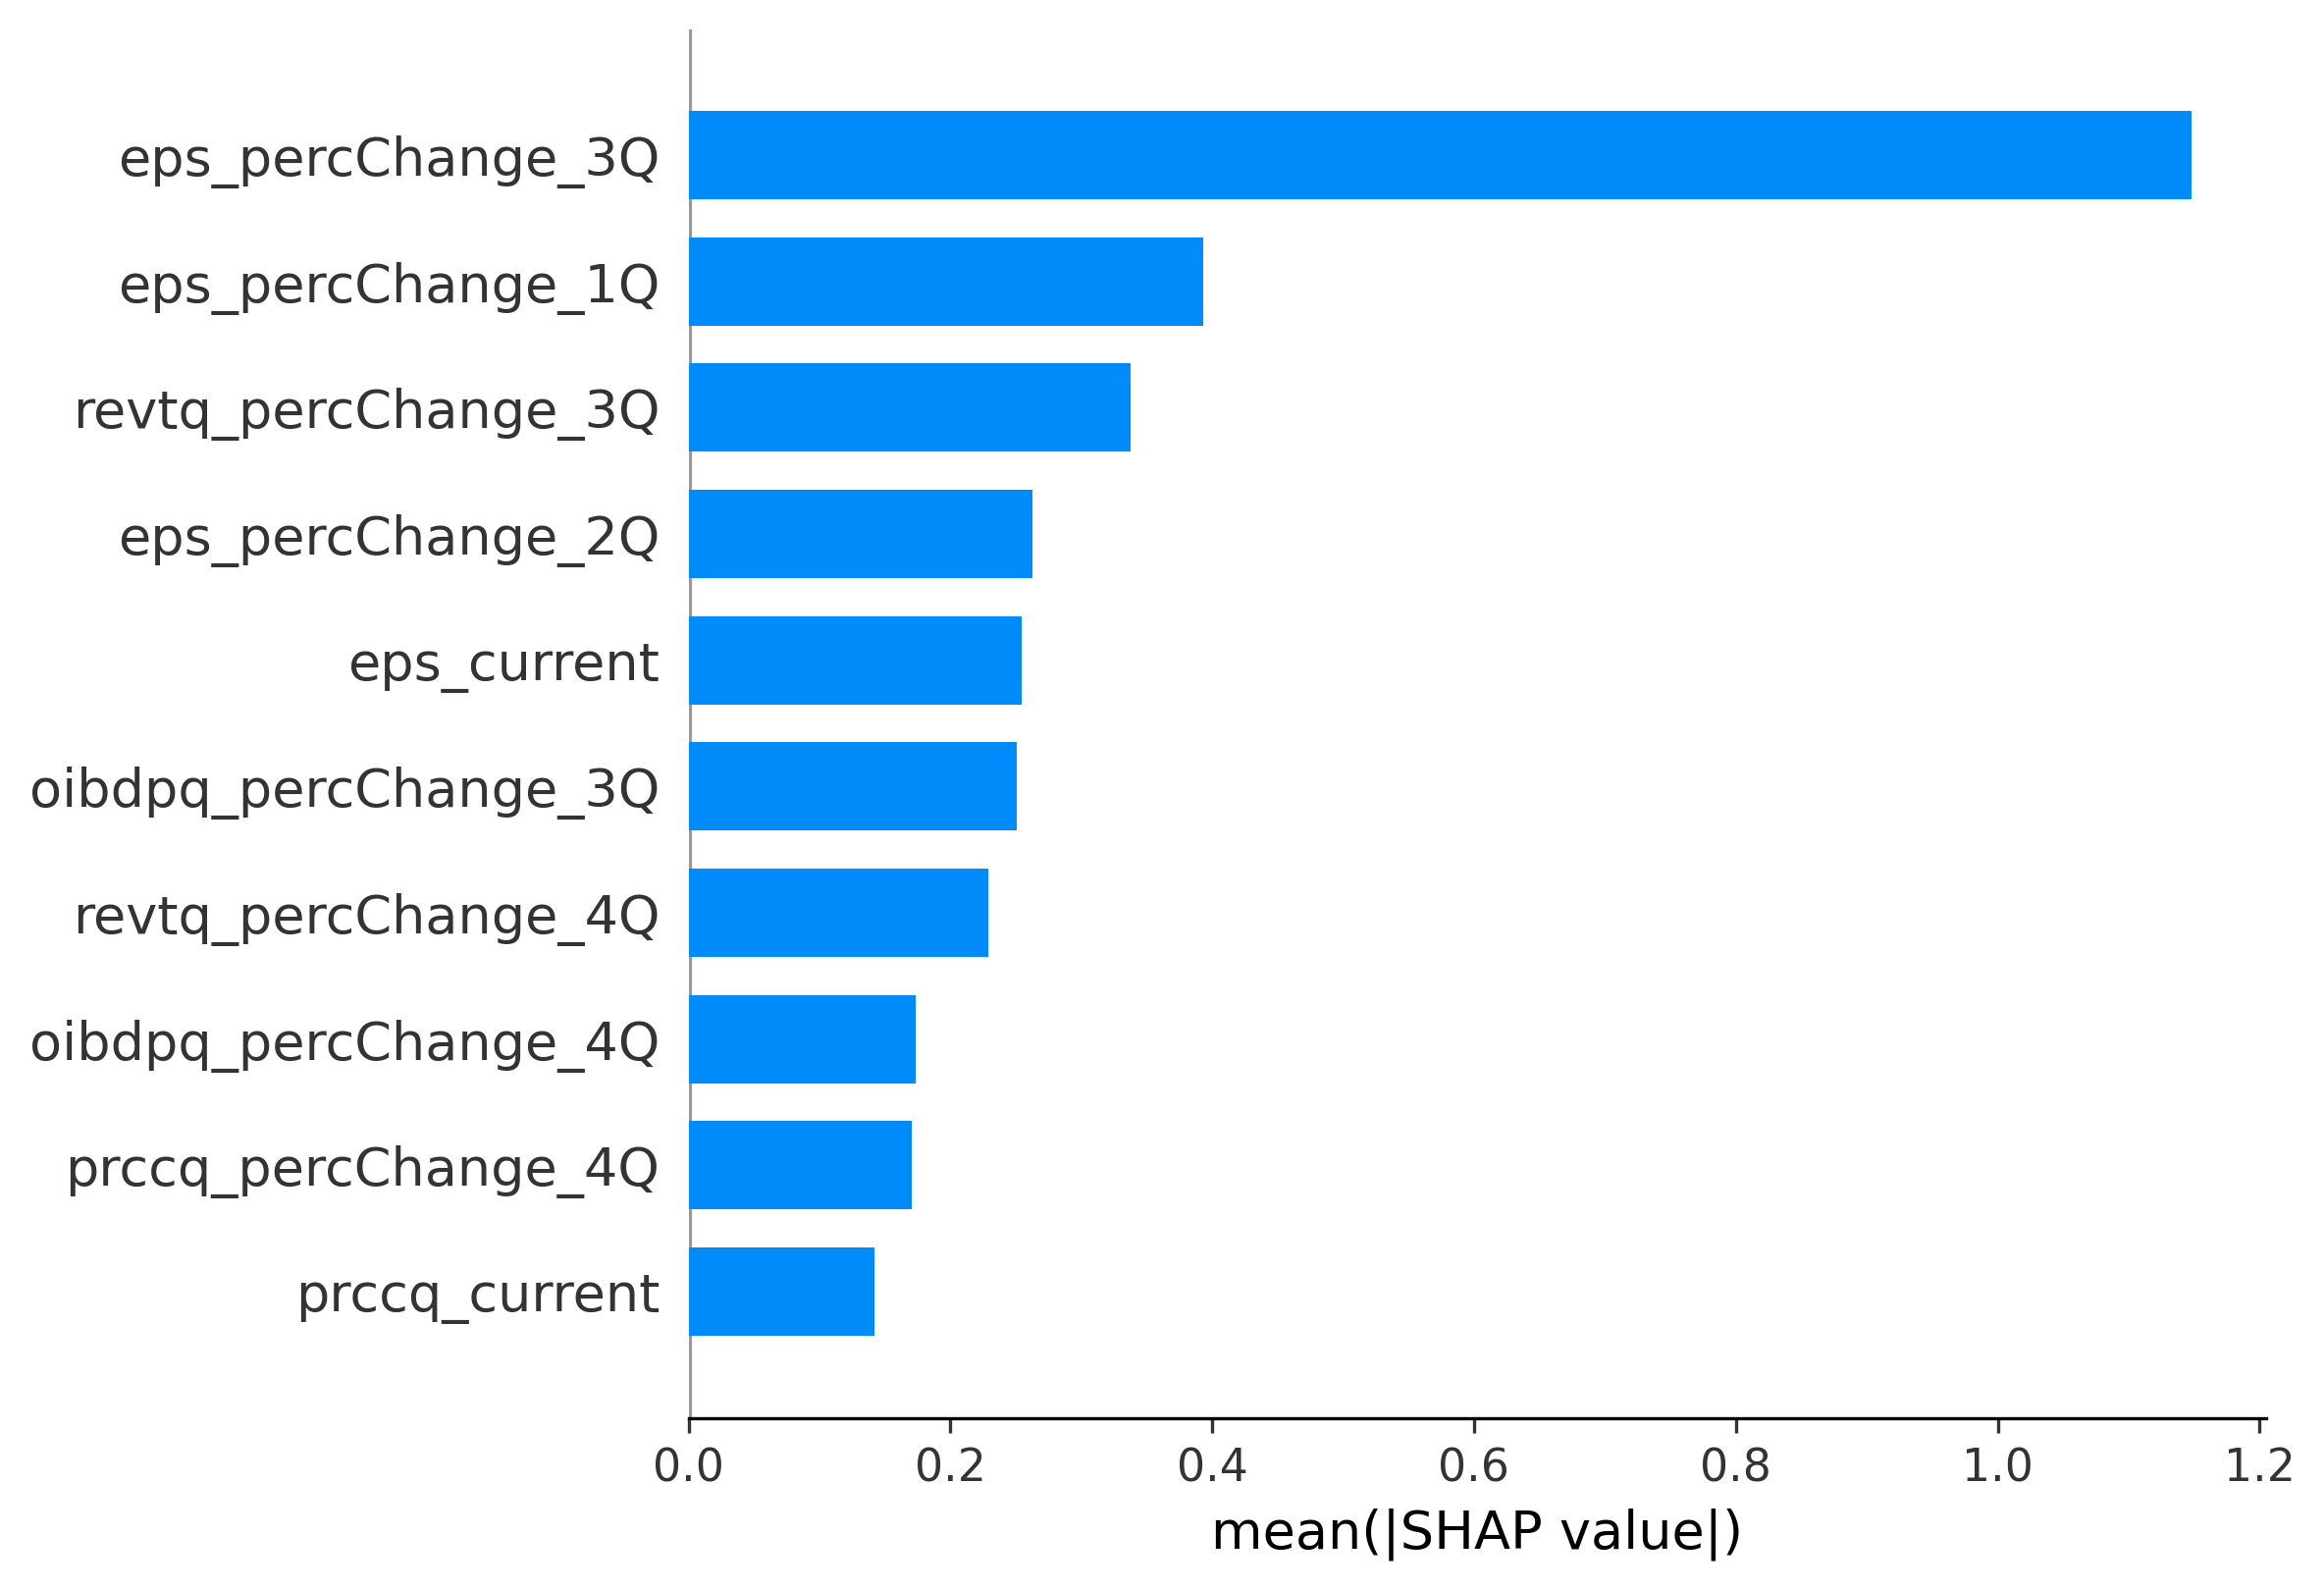 eps_percChange_3Q
eps_percChange_1Q
revtq_percChange_3Q
eps_percChange_2Q
eps_current
oibdpq_percChange_3Q
revtq_percChange_4Q
oibdpq_percChange_4Q
prccq_percChange_4Q
prccq_current
0.0 0.2 0.4 0.6 0.8 1.0 1.2
mean(|SHAP value|)